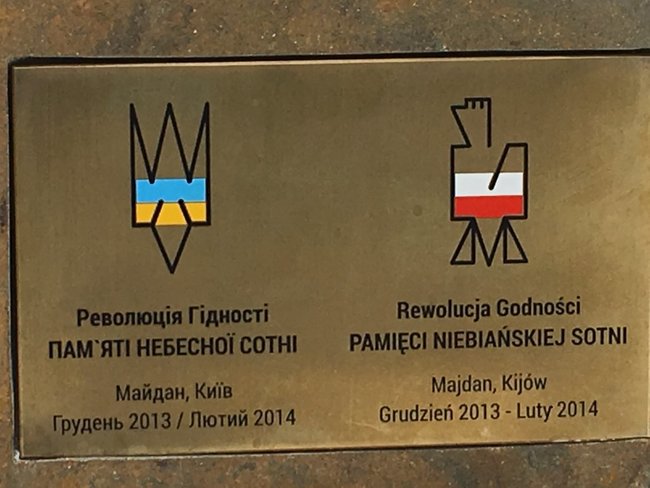 Революція Гідності
ПАМ`ЯТІ НЕБЕСНОЇ СОТНІ
Майдан, Київ
Грудень 2013 / Лютий 2014
Rewolucja Godności
PAMIĘCI NIEBIAŃSKIEJ SOTNI
Majdan, Kijów
Grudzień 2013 - Luty 2014